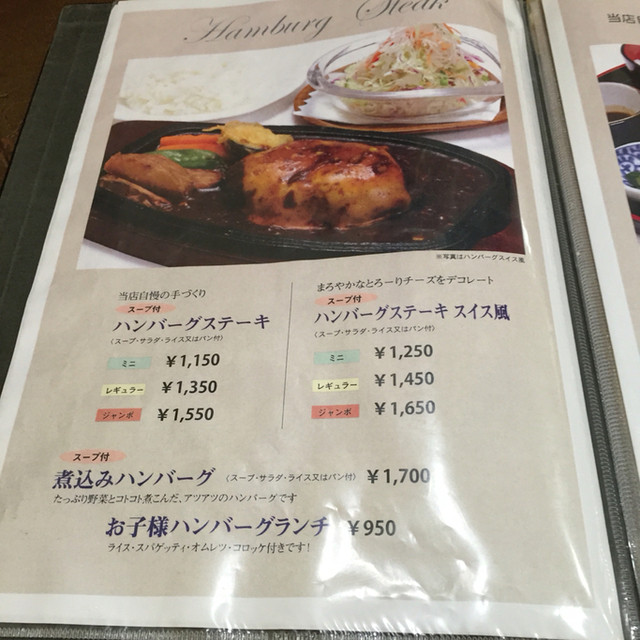 Hamburg Steak
当店自
※写真はハンバーグスイス風
当店自慢の手づくり
スープ付
ハンバーグステーキ
(スープ・サラダ・ライス又はパン付)
ミニ ¥1,150
レギュラー ¥1,350
ジャンボ ¥1,550
まろやかなとろーりチーズをデコレート
スープ付
ハンバーグステーキ スイス風
(スープ・サラダ・ライス又はパン付)
ミニ ¥1,250
レギュラー ¥1,450
ジャンボ ¥1,650
スープ付
煮込みハンバーグ (スープ・サラダ・ライス又はパン付) ¥1,700
たっぷり野菜とコトコト煮こんだ、アツアツのハンバーグです
お子様ハンバーグランチ ¥950
ライス・スパゲッティ・オムレツ・コロッケ付きです!